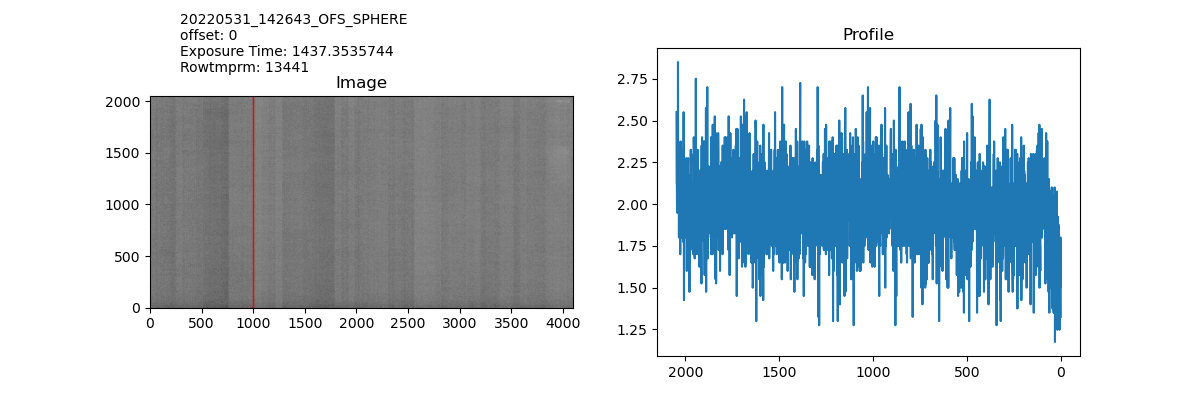 20220531_142643_OFS_SPHERE
offset: 0
Exposure Time: 1437.3535744
Rowtmprm: 13441
Image
2000
1500
1000
500
0
0 500 1000 1500 2000 2500 3000 3500 4000
Profile
2.75
2.50
2.25
2.00
1.75
1.50
1.25
2000 1500 1000 500 0